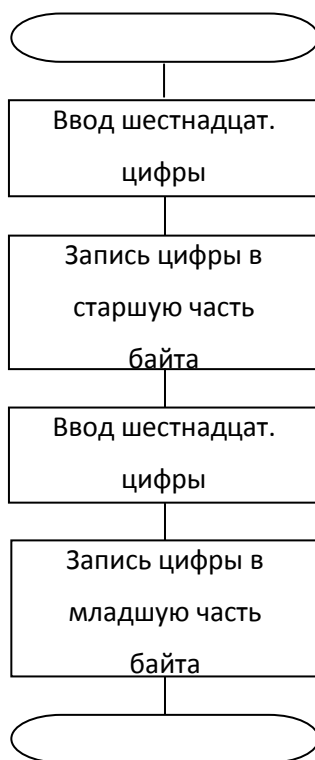 Ввод шестнадцат.
цифры
Запись цифры в
старшую часть
байта
Ввод шестнадцат.
цифры
Запись цифры в
младшую часть
байта